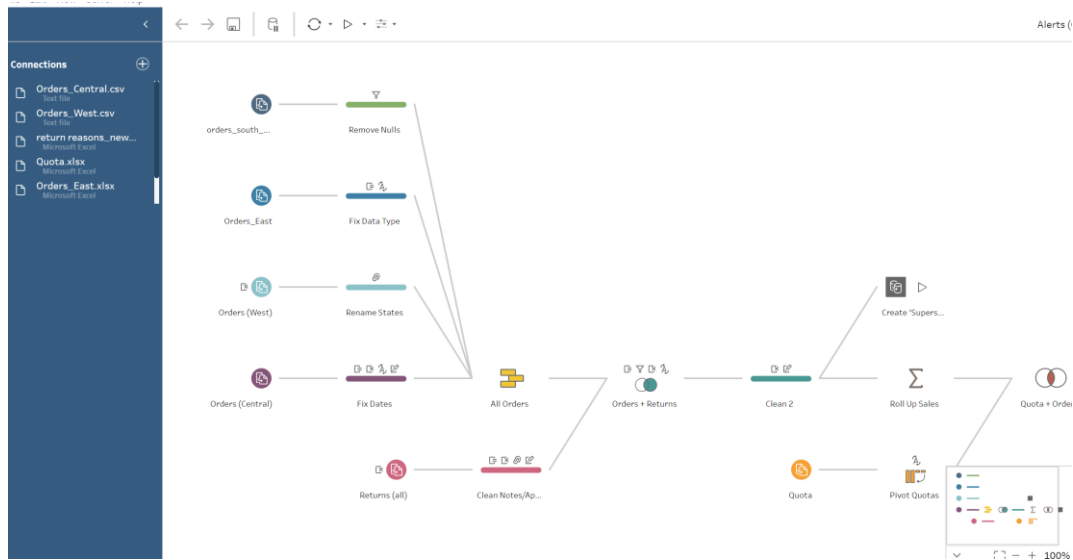 Alerts (
Connections
Orders_Central.csv
Text file
Orders_West.csv
Text file
return reasons_new...
Microsoft Excel
Quota.xlsx
Microsoft Excel
Orders_East.xlsx
Microsoft Excel
orders_south_...
Remove Nulls
Orders_East
Fix Data Type
Orders (West)
Rename States
Create 'Supers...
Orders (Central)
Fix Dates
All Orders
Orders + Returns
Clean 2
Roll Up Sales
Quota + Order
Returns (all)
Clean Notes/Ap...
Quota
Pivot Quotas
100%